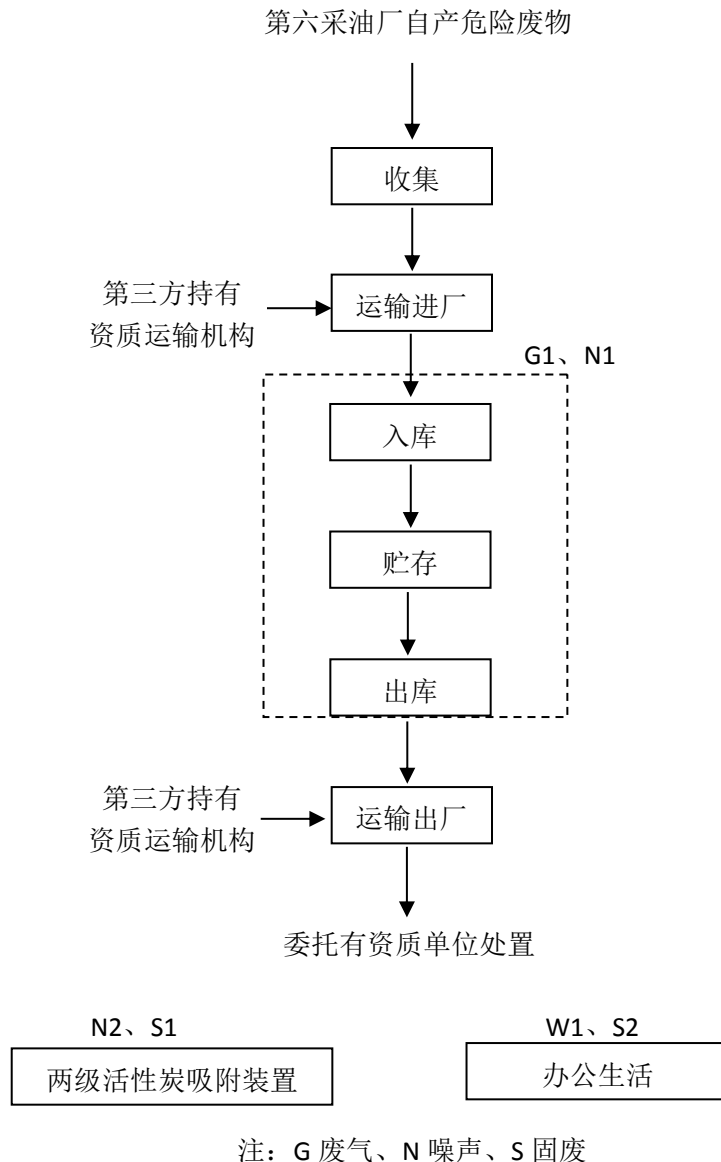 第六采油厂自产危险废物
收集
第三方持有
资质运输机构
运输进厂
G1、N1
入库
贮存
出库
第三方持有
资质运输机构
运输出厂
委托有资质单位处置
N2、S1
W1、S2
两级活性炭吸附装置
办公生活
注：G 废气、N 噪声、S 固废